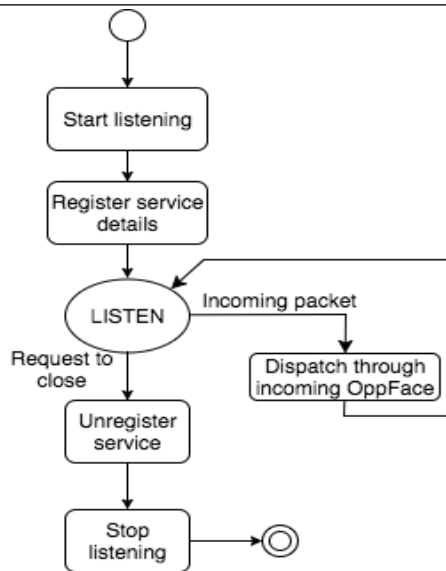 Start listening
Register service
details
LISTEN
Incoming packet
Dispatch through
incoming OppFace
Request to
close
Unregister
service
Stop
listening